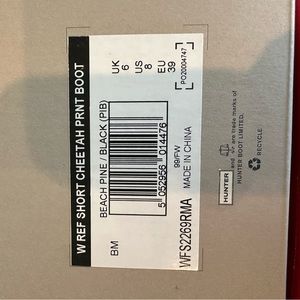 W REF SHORT CHEETAH PRNT BOOT
UK US EU
6 8 39
PO20004747
BEACH PINE / BLACK (PIB)
5 052956 014476
99/FW
BM
WFS2269RMA MADE IN CHINA
HUNTER
and are trade marks of
HUNTER BOOT LIMITED.
RECYCLE